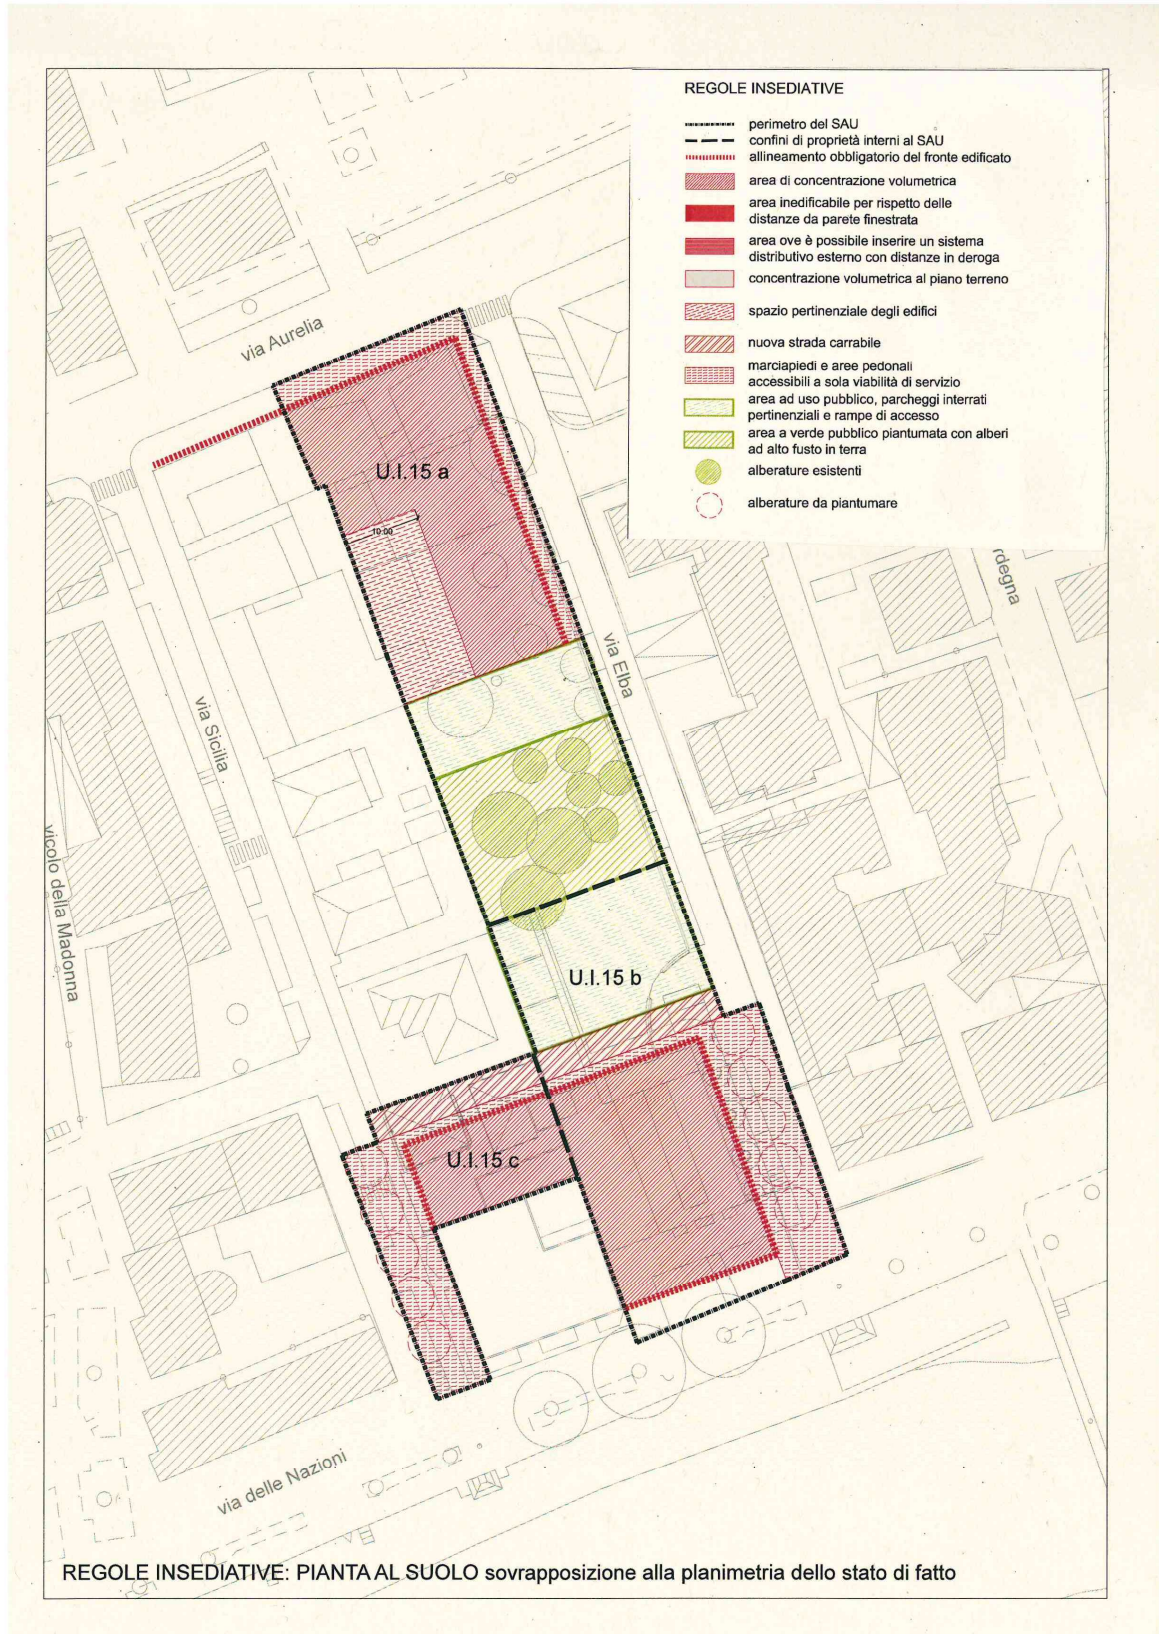 REGOLE INSEDIATIVE
perimetro del SAU
confini di proprietà interni al SAU
allineamento obbligatorio del fronte edificato
area di concentrazione volumetrica
area inedificabile per rispetto delle
distanze da parete finestrata
area ove è possibile inserire un sistema
distributivo esterno con distanze in deroga
concentrazione volumetrica al piano terreno
spazio pertinenziale degli edifici
nuova strada carrabile
marciapiedi e aree pedonali
accessibili a sola viabilità di servizio
area ad uso pubblico, parcheggi interrati
pertinenziali e rampe di accesso
area a verde pubblico piantumata con alberi
ad alto fusto in terra
alberature esistenti
alberature da piantumare
via Aurelia
U.I.15 a
10.00
rdegna
via Elba
via Sicilia
vicolo della Madonna
U.I.15 b
U.I.15 c
via delle Nazioni
REGOLE INSEDIATIVE: PIANTA AL SUOLO sovrapposizione alla planimetria dello stato di fatto